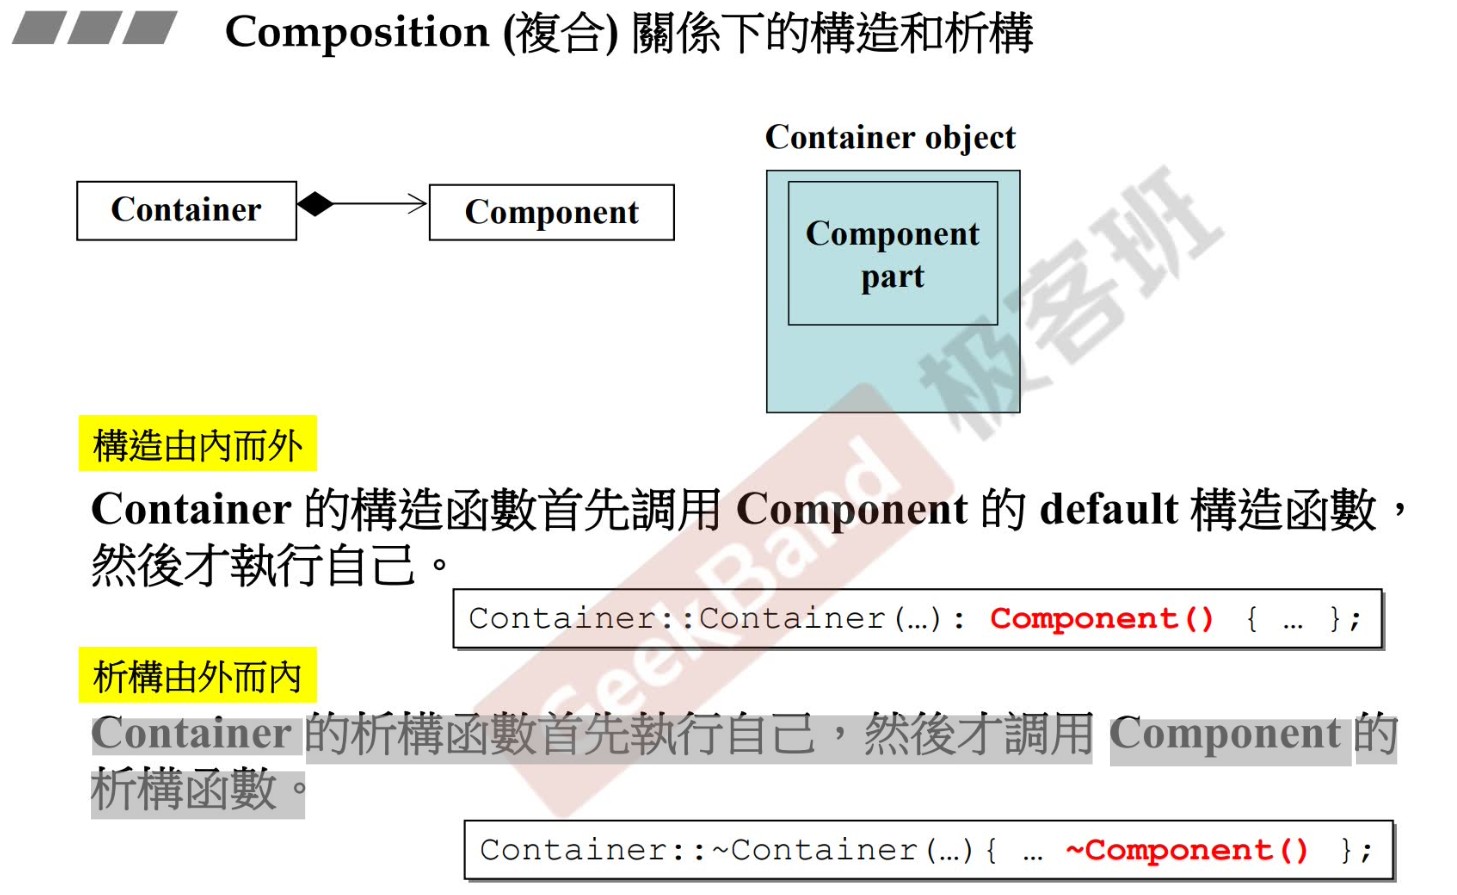 Composition (複合) 關係下的構造和析構
Container object
Container
Component
Component
part
構造由內而外
Container 的構造函數首先調用 Component 的 default 構造函數，
然後才執行自己。
Container::Container(…): Component() { … };
析構由外而內
Container 的析構函數首先執行自己，然後才調用 Component 的
析構函數。
Container::~Container(…){ … ~Component() };
SeekBand 极客班